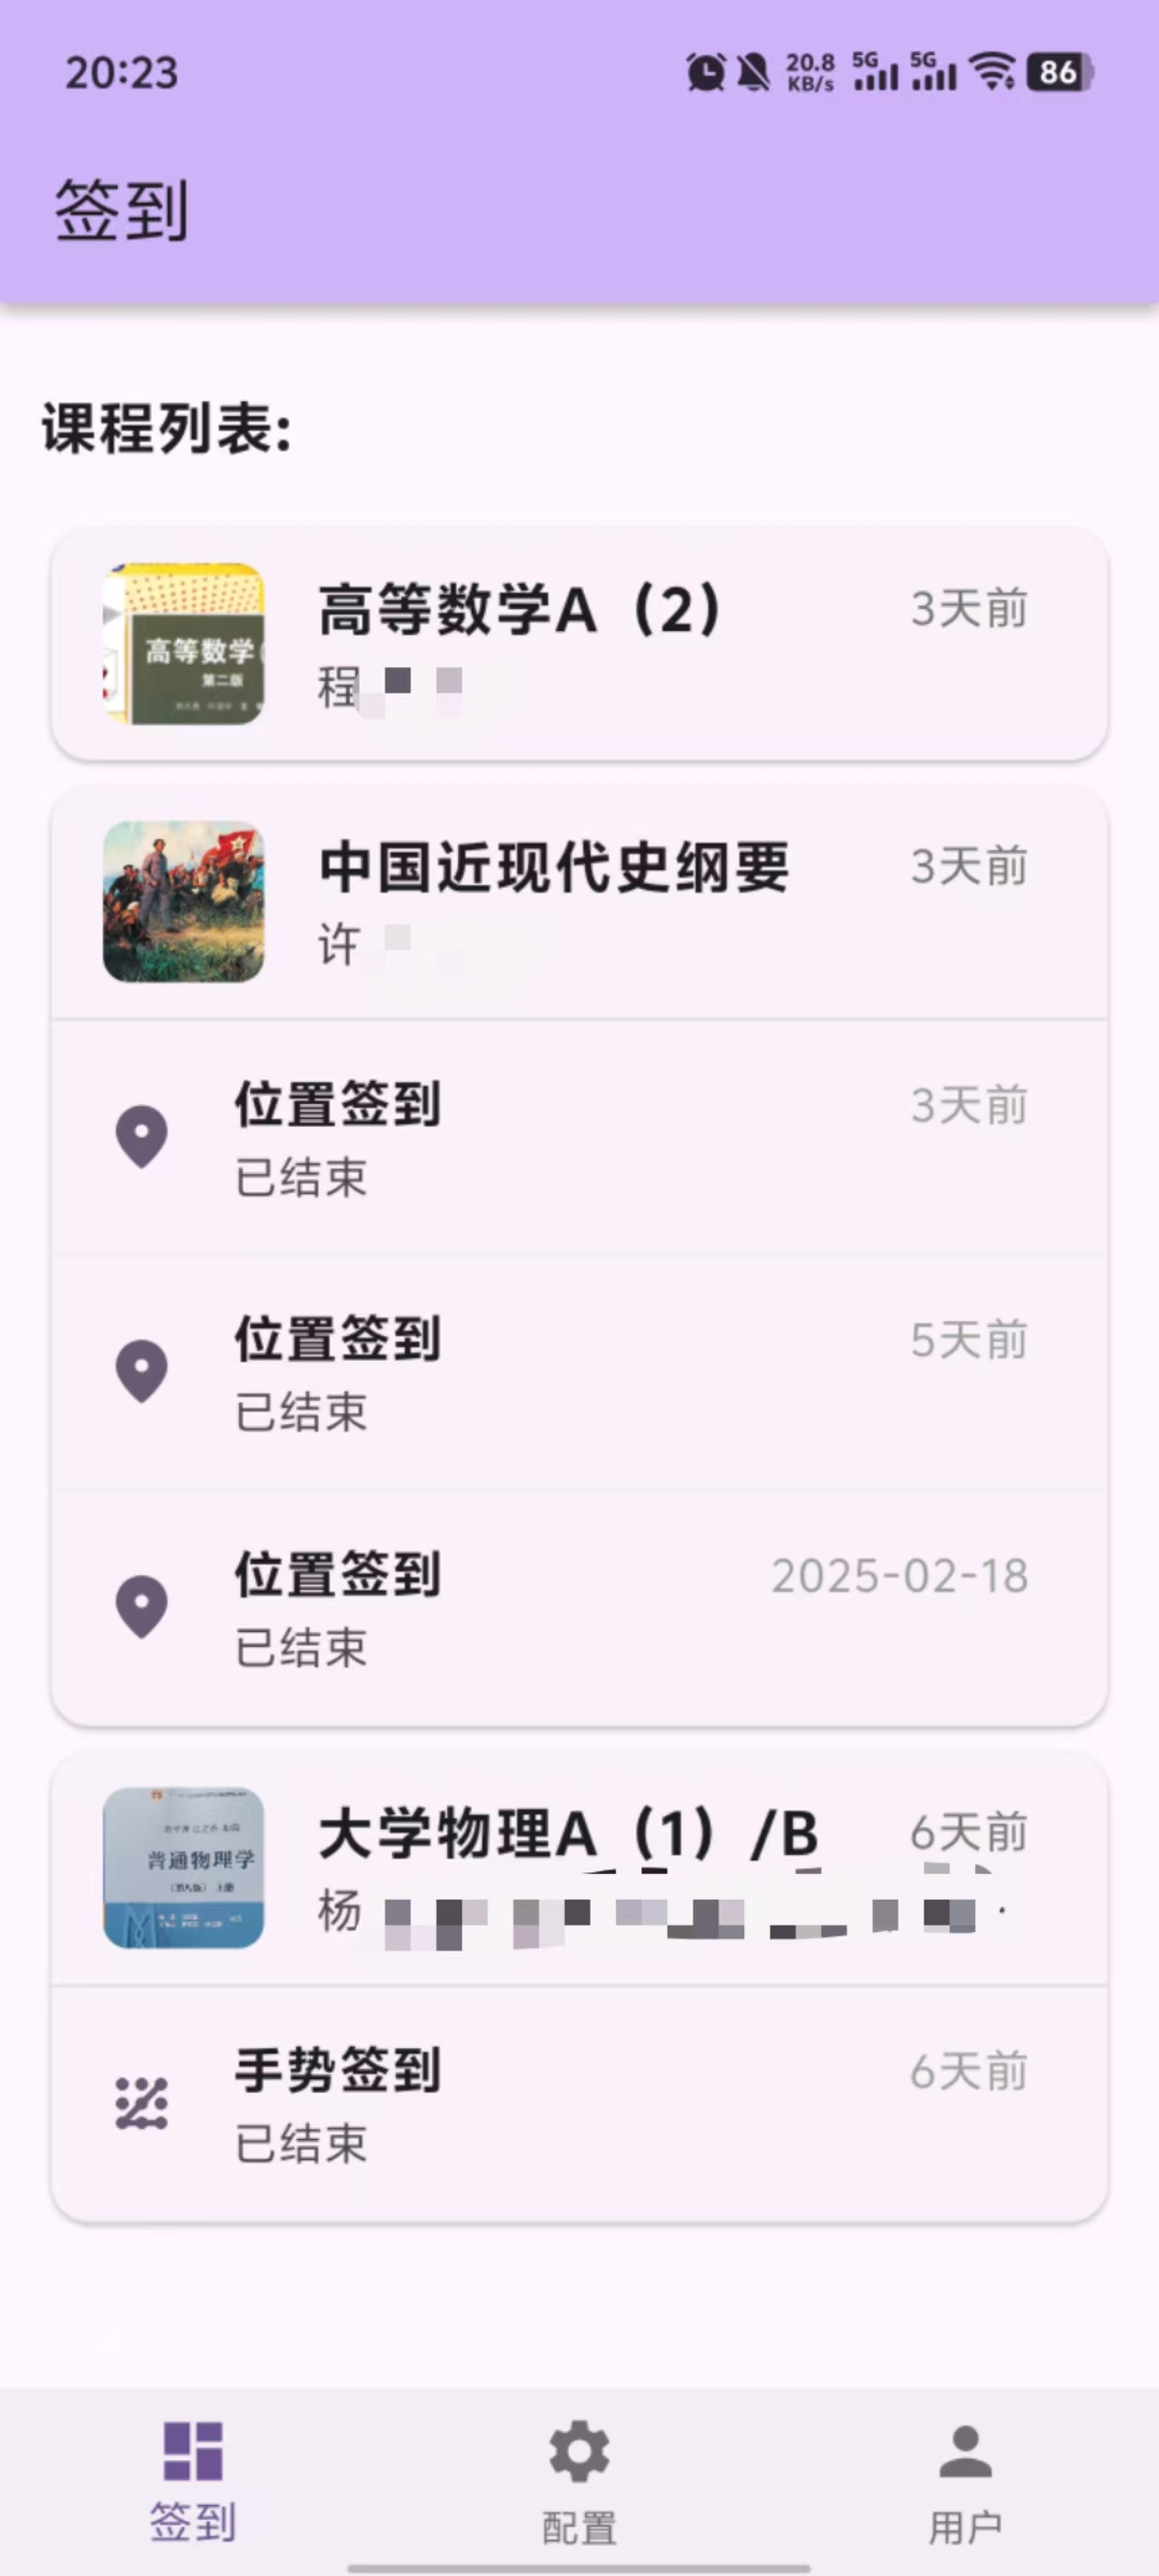 20:23
20.8 KB/s 5G 5G 86
签到
课程列表:
高等数学
第二版
高等数学A（2） 3天前
程
中国近现代史纲要 3天前
许
位置签到 3天前
已结束
位置签到 5天前
已结束
位置签到 2025-02-18
已结束
普通物理学
上册
大学物理A（1）/B 6天前
杨
手势签到 6天前
已结束
签到 配置 用户